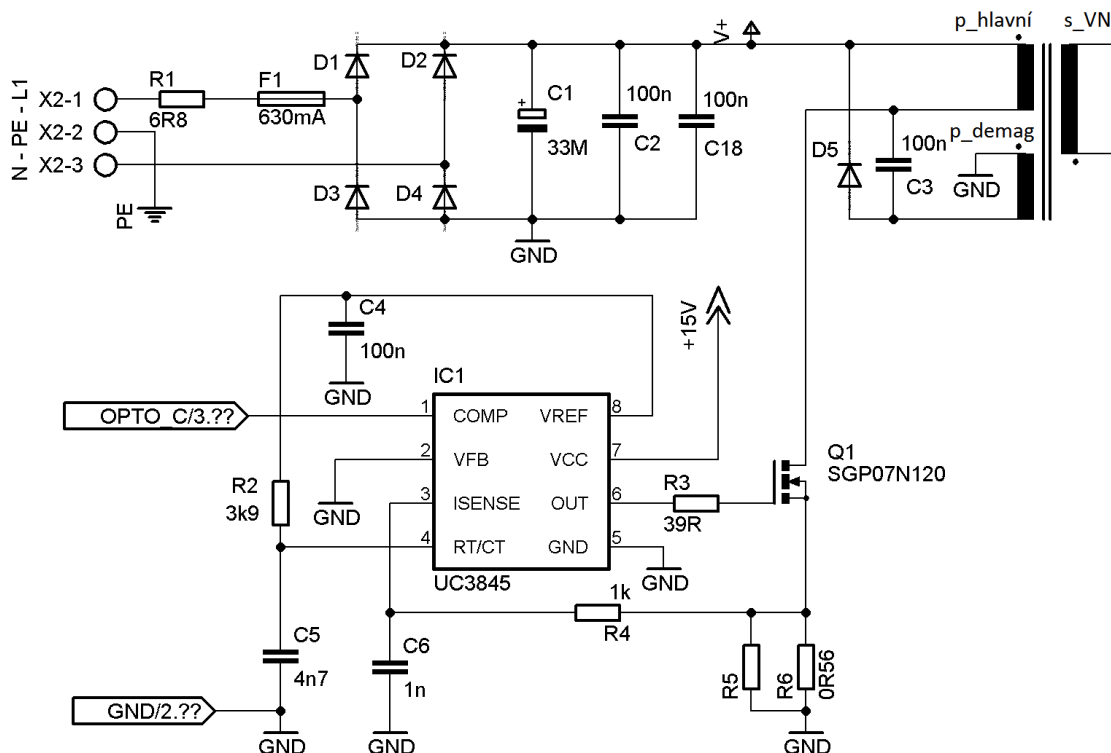 p_hlavní
s_VN
V+
D1
D2
R1
F1
X2-1
6R8
630mA
C1
33M
100n
C2
100n
C18
X2-2
X2-3
N - PE - L1
PE
D3
D4
GND
p_demag
D5
100n
C3
GND
C4
100n
GND
+15V
IC1
OPTO_C/3.??
1
COMP
VREF
8
2
VFB
VCC
7
3
ISENSE
OUT
6
4
RT/CT
GND
5
UC3845
GND
R2
3k9
R3
39R
Q1
SGP07N120
GND
1k
R4
C5
4n7
C6
1n
R5
R6
0R56
GND/2.??
GND
GND
GND